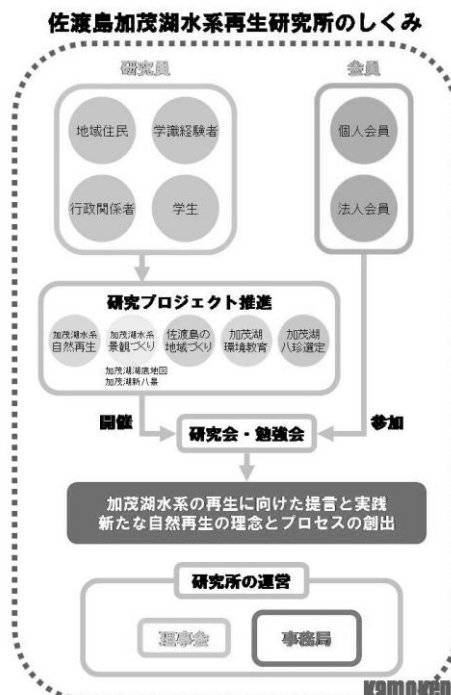 佐渡島加茂湖水系再生研究所のしくみ
研究員
会員
地域住民
学識経験者
行政関係者
学生
個人会員
法人会員
研究プロジェクト推進
加茂湖水系
自然再生
加茂湖水系
景観づくり
佐渡島の
地域づくり
加茂湖
環境教育
加茂湖
八珍選定
加茂湖湖底地図
加茂湖新八景
開催
研究会・勉強会
参加
加茂湖水系の再生に向けた提言と実践
新たな自然再生の理念とプロセスの創出
研究所の運営
理事会
事務局
kamoken